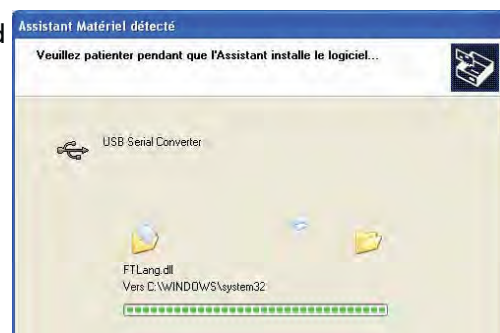 d
Assistant Matériel détecté
Veuillez patienter pendant que l'Assistant installe le logiciel...
USB Serial Converter
FTLang.dll
Vers C:\WINDOWS\system32